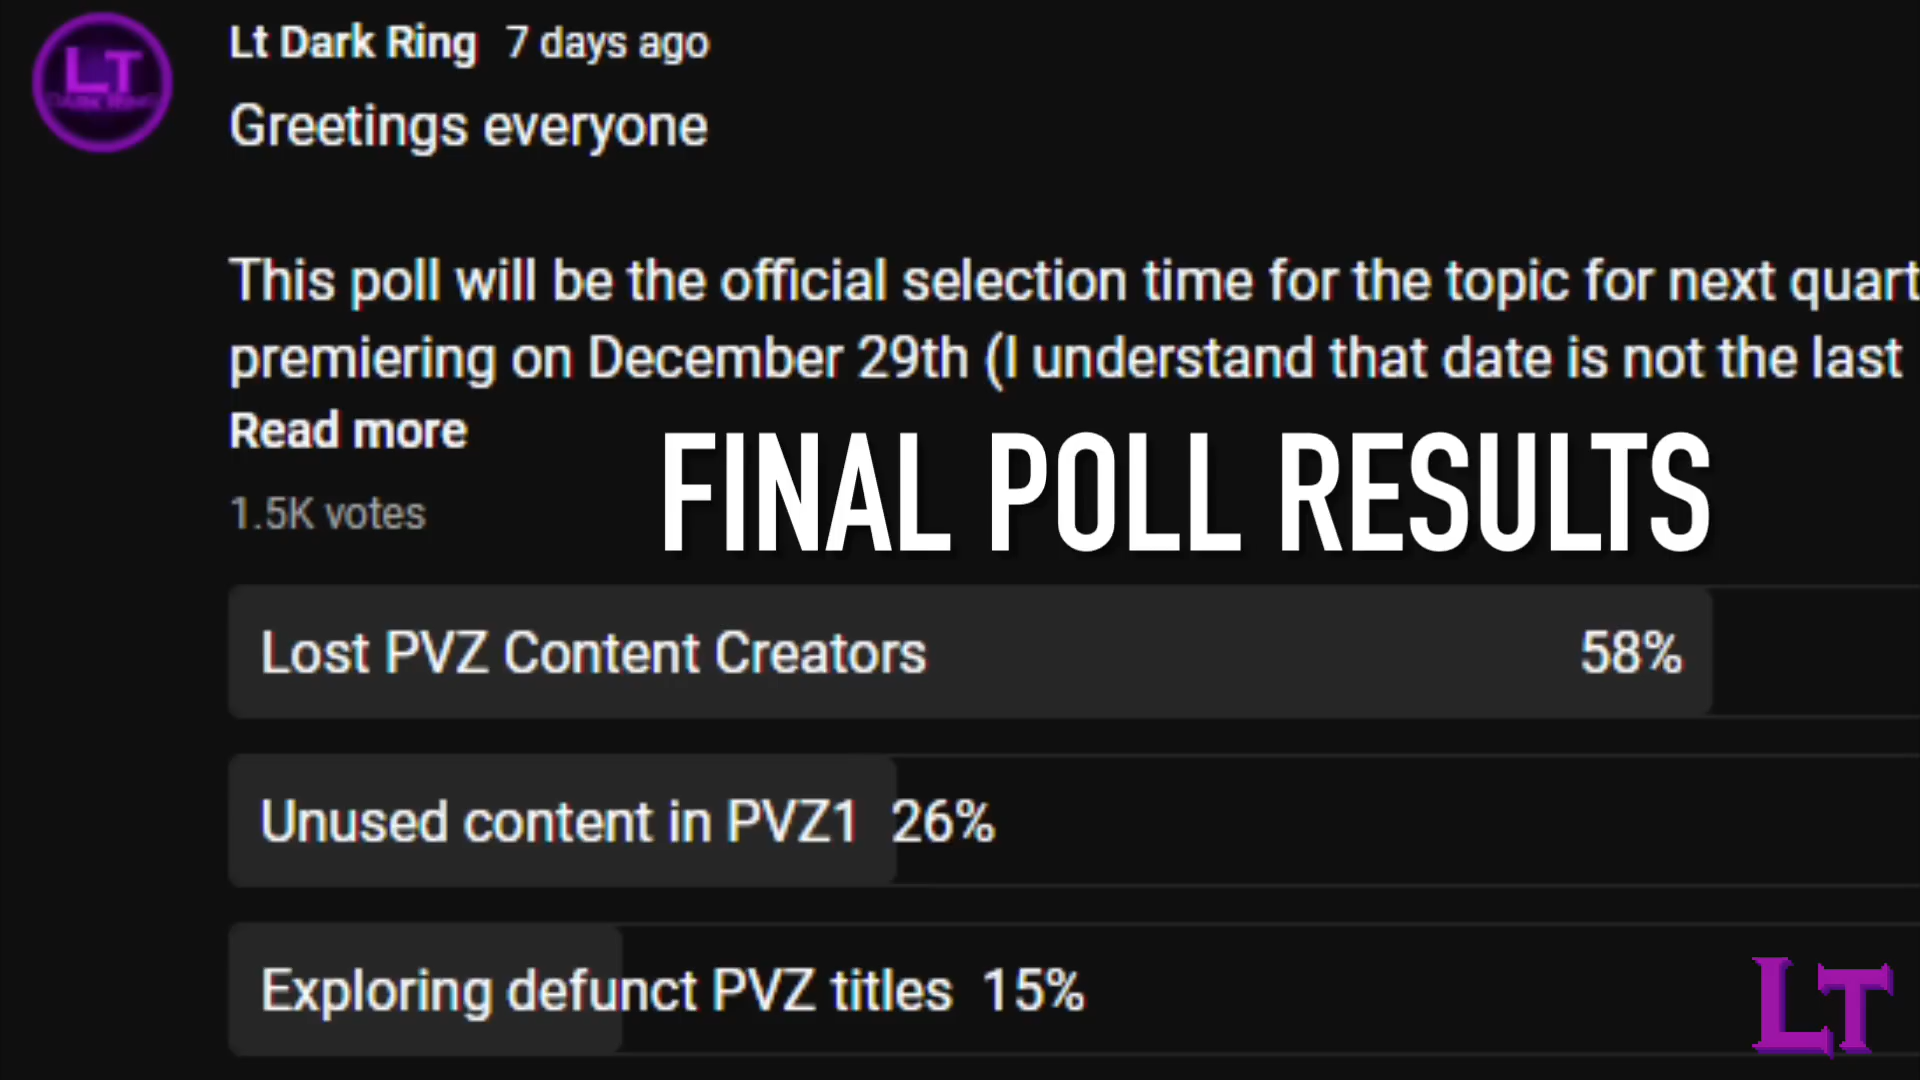 LT
DARK RING
Lt Dark Ring 7 days ago
Greetings everyone
This poll will be the official selection time for the topic for next quart
premiering on December 29th (I understand that date is not the last
Read more
FINAL POLL RESULTS
1.5K votes
Lost PVZ Content Creators 58%
Unused content in PVZ1 26%
Exploring defunct PVZ titles 15%
LT